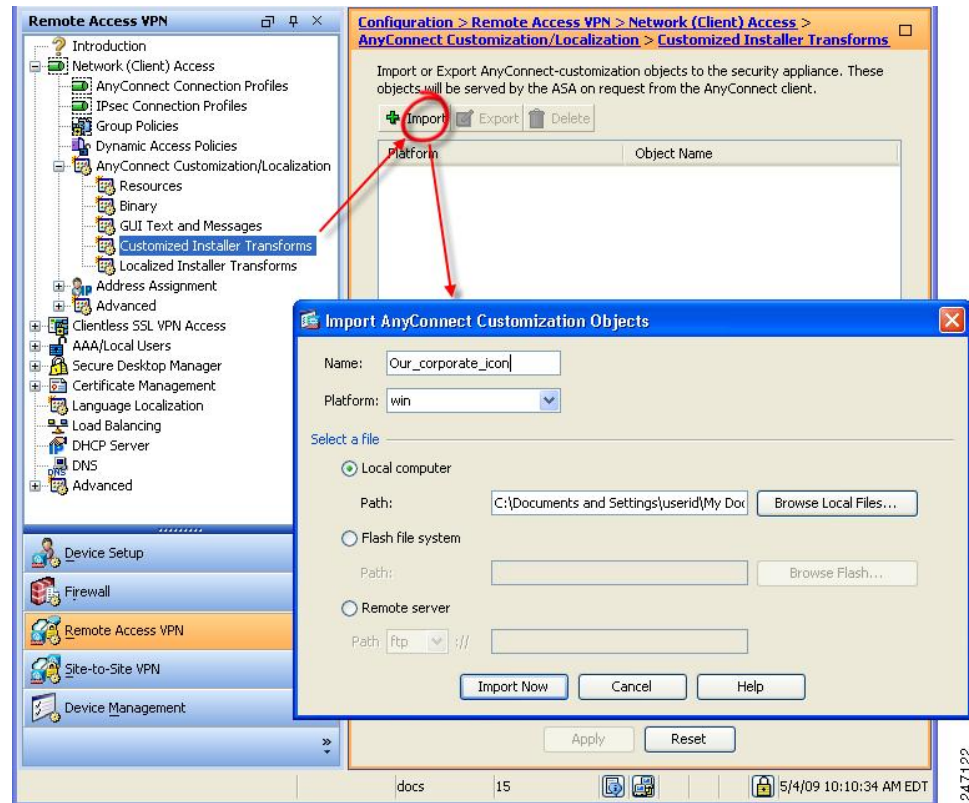 Remote Access VPN
Introduction
Network (Client) Access
AnyConnect Connection Profiles
IPsec Connection Profiles
Group Policies
Dynamic Access Policies
AnyConnect Customization/Localization
Resources
Binary
GUI Text and Messages
Customized Installer Transforms
Localized Installer Transforms
Address Assignment
Advanced
Clientless SSL VPN Access
AAA/Local Users
Secure Desktop Manager
Certificate Management
Language Localization
Load Balancing
DHCP Server
DNS
Advanced
Device Setup
Firewall
Remote Access VPN
Site-to-Site VPN
Device Management
Configuration > Remote Access VPN > Network (Client) Access >
AnyConnect Customization/Localization > Customized Installer Transforms
Import or Export AnyConnect-customization objects to the security appliance. These
objects will be served by the ASA on request from the AnyConnect client.
Import Export Delete
Platform Object Name
Import AnyConnect Customization Objects
Name: Our_corporate_icon
Platform: win
Select a file
Local computer
Path: C:\Documents and Settings\userid\My Doc Browse Local Files...
Flash file system
Path: Browse Flash...
Remote server
Path ftp ://
Import Now Cancel Help
Apply Reset
docs 15 5/4/09 10:10:34 AM EDT
247122